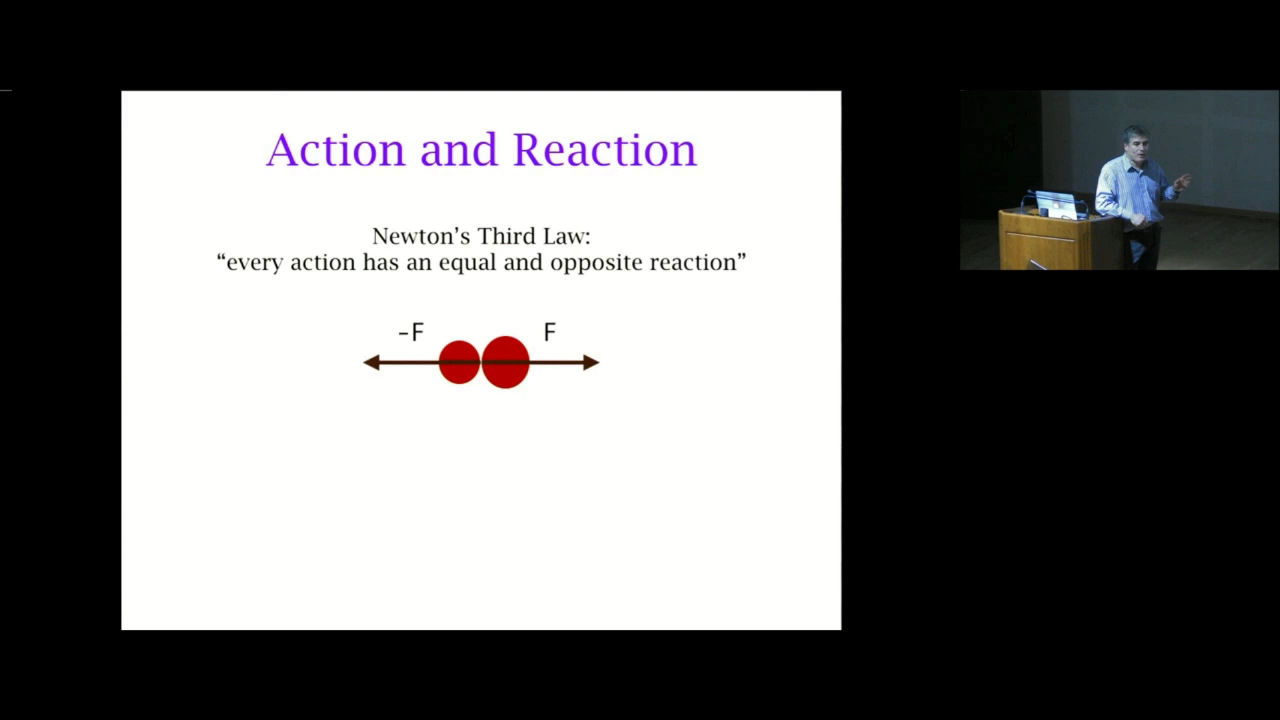 Action and Reaction
Newton's Third Law:
“every action has an equal and opposite reaction”
-F
F